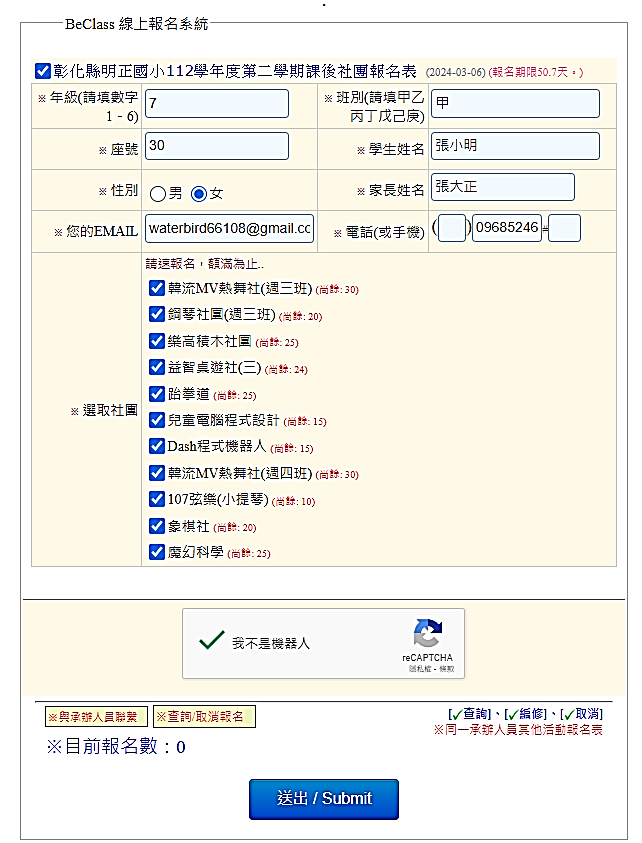 BeClass 線上報名系統
彰化縣明正國小112學年度第二學期課後社團報名表 (2024-03-06) (報名期限50.7天。)
※ 年級(請填數字1 - 6) 7 ※ 班別(請填甲乙丙丁戊己庚) 甲
※ 座號 30 ※ 學生姓名 張小明
※ 性別 男 女 ※ 家長姓名 張大正
※ 您的EMAIL waterbird66108@gmail.cc ※ 電話(或手機) ( ) 09685246 #
請速報名，額滿為止..
※ 選取社團
韓流MV熱舞社(週三班) (尚餘: 30)
鋼琴社團(週三班) (尚餘: 20)
樂高積木社團 (尚餘: 25)
益智桌遊社(三) (尚餘: 24)
跆拳道 (尚餘: 25)
兒童電腦程式設計 (尚餘: 15)
Dash程式機器人 (尚餘: 15)
韓流MV熱舞社(週四班) (尚餘: 30)
107弦樂(小提琴) (尚餘: 10)
象棋社 (尚餘: 20)
魔幻科學 (尚餘: 25)
我不是機器人
reCAPTCHA
隱私權 - 條款
※與承辦人員聯繫 ※查詢/取消報名 [✓查詢]、[✓編修]、[✓取消]
※同一承辦人員其他活動報名表
※目前報名數：0
送出 / Submit